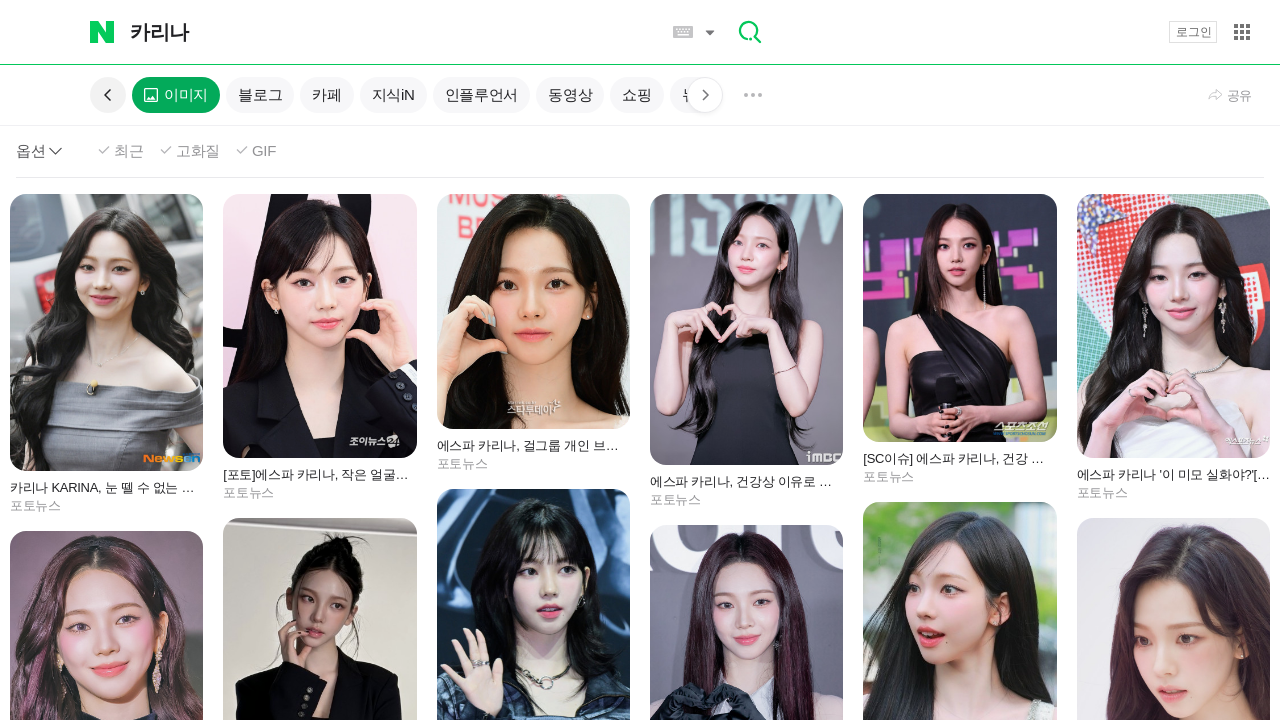 카리나
로그인
이미지
블로그
카페
지식iN
인플루언서
동영상
쇼핑
공유
옵션
최근
고화질
GIF
MUS
BE
스타투데이
조이뉴스24
Newsen
iMBC
스포츠조선
카리나 KARINA, 눈 뗄 수 없는 ...
포토뉴스
[포토]에스파 카리나, 작은 얼굴...
포토뉴스
에스파 카리나, 걸그룹 개인 브...
포토뉴스
에스파 카리나, 건강상 이유로 ...
포토뉴스
[SC이슈] 에스파 카리나, 건강 ...
포토뉴스
에스파 카리나 '이 미모 실화야?'[...
포토뉴스